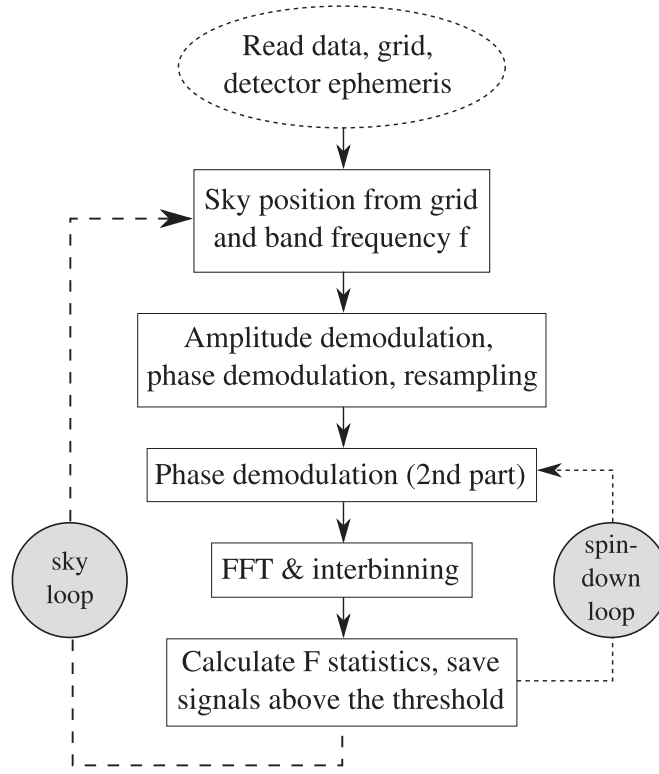 Read data, grid,
detector ephemeris
Sky position from grid
and band frequency f
Amplitude demodulation,
phase demodulation, resampling
Phase demodulation (2nd part)
sky
loop
FFT & interbinning
spin-
down
loop
Calculate F statistics, save
signals above the threshold